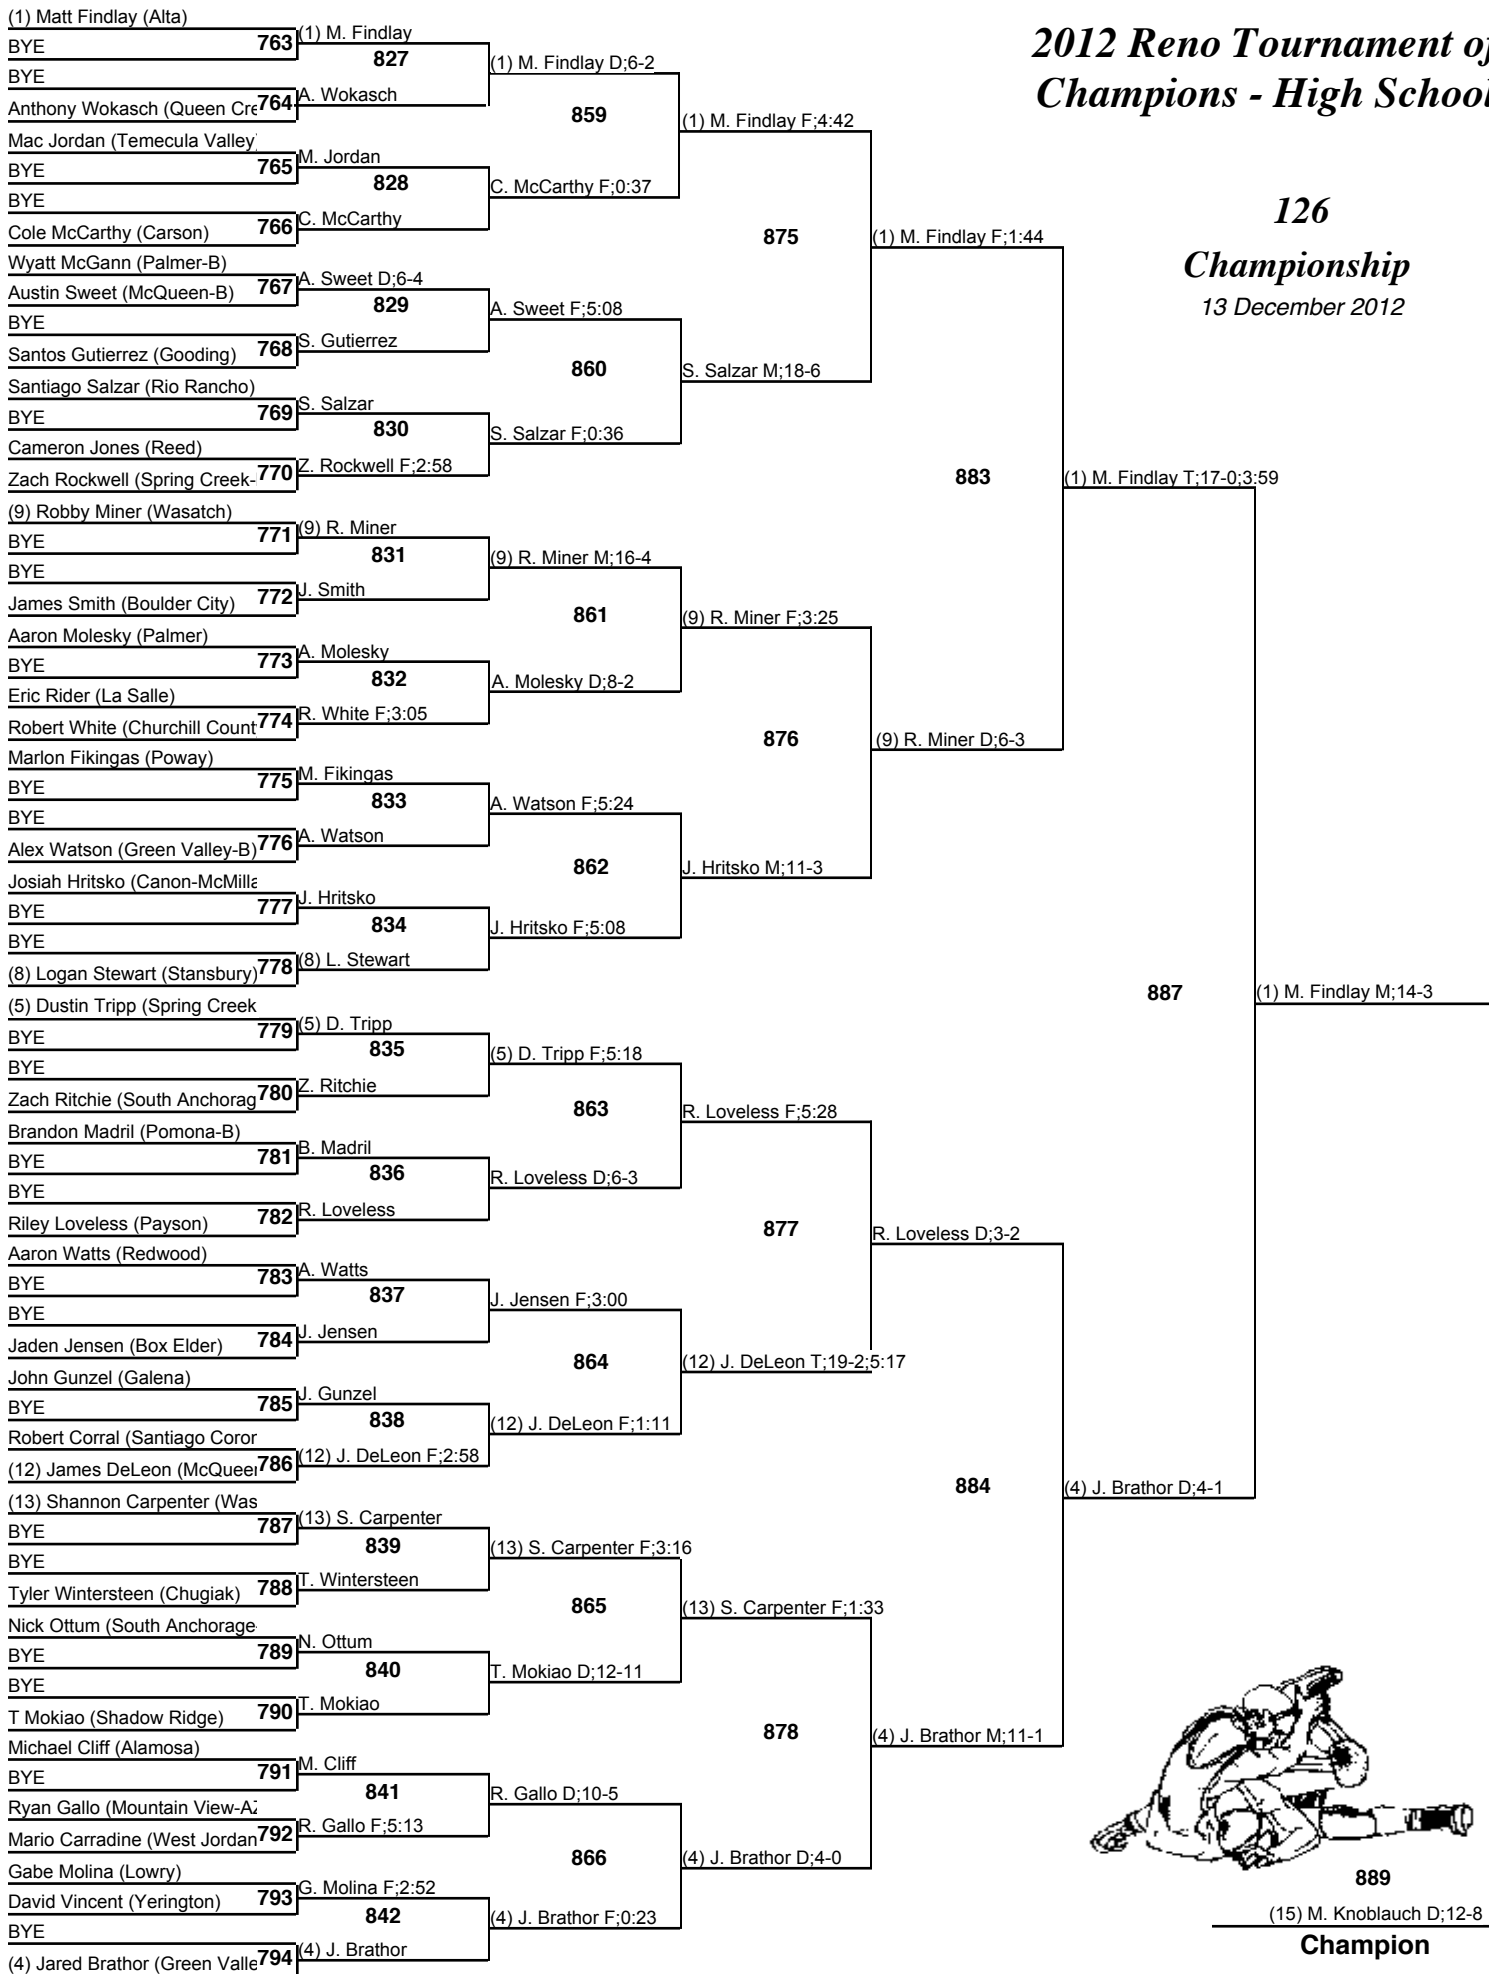 2012 Reno Tournament of
Champions - High School
126
Championship
13 December 2012
(1) Matt Findlay (Alta)
BYE
763
BYE
Anthony Wokasch (Queen Cre
764
Mac Jordan (Temecula Valley)
BYE
765
BYE
Cole McCarthy (Carson)
766
Wyatt McGann (Palmer-B)
Austin Sweet (McQueen-B)
767
BYE
Santos Gutierrez (Gooding)
768
Santiago Salzar (Rio Rancho)
BYE
769
Cameron Jones (Reed)
Zach Rockwell (Spring Creek-
770
(9) Robby Miner (Wasatch)
BYE
771
BYE
James Smith (Boulder City)
772
Aaron Molesky (Palmer)
BYE
773
Eric Rider (La Salle)
Robert White (Churchill Count
774
Marlon Fikingas (Poway)
BYE
775
BYE
Alex Watson (Green Valley-B)
776
Josiah Hritsko (Canon-McMilla
BYE
777
BYE
(8) Logan Stewart (Stansbury)
778
(5) Dustin Tripp (Spring Creek
BYE
779
BYE
Zach Ritchie (South Anchorag
780
Brandon Madril (Pomona-B)
BYE
781
BYE
Riley Loveless (Payson)
782
Aaron Watts (Redwood)
BYE
783
BYE
Jaden Jensen (Box Elder)
784
John Gunzel (Galena)
BYE
785
Robert Corral (Santiago Coror
(12) James DeLeon (McQueen
786
(13) Shannon Carpenter (Was
BYE
787
BYE
Tyler Wintersteen (Chugiak)
788
Nick Ottum (South Anchorage-
BYE
789
BYE
T Mokiao (Shadow Ridge)
790
Michael Cliff (Alamosa)
BYE
791
Ryan Gallo (Mountain View-AZ
Mario Carradine (West Jordan
792
Gabe Molina (Lowry)
David Vincent (Yerington)
793
BYE
(4) Jared Brathor (Green Valle
794
(1) M. Findlay
827
A. Wokasch
M. Jordan
828
C. McCarthy
A. Sweet D;6-4
829
S. Gutierrez
S. Salzar
830
Z. Rockwell F;2:58
(9) R. Miner
831
J. Smith
A. Molesky
832
R. White F;3:05
M. Fikingas
833
A. Watson
J. Hritsko
834
(8) L. Stewart
(5) D. Tripp
835
Z. Ritchie
B. Madril
836
R. Loveless
A. Watts
837
J. Jensen
J. Gunzel
838
(12) J. DeLeon F;2:58
(13) S. Carpenter
839
T. Wintersteen
N. Ottum
840
T. Mokiao
M. Cliff
841
R. Gallo F;5:13
G. Molina F;2:52
842
(4) J. Brathor
(1) M. Findlay D;6-2
859
C. McCarthy F;0:37
A. Sweet F;5:08
860
S. Salzar F;0:36
(9) R. Miner M;16-4
861
A. Molesky D;8-2
A. Watson F;5:24
862
J. Hritsko F;5:08
(5) D. Tripp F;5:18
863
R. Loveless D;6-3
J. Jensen F;3:00
864
(12) J. DeLeon F;1:11
(13) S. Carpenter F;3:16
865
T. Mokiao D;12-11
R. Gallo D;10-5
866
(4) J. Brathor F;0:23
(1) M. Findlay F;4:42
875
S. Salzar M;18-6
(9) R. Miner F;3:25
876
J. Hritsko M;11-3
R. Loveless F;5:28
877
(12) J. DeLeon T;19-2;5:17
(13) S. Carpenter F;1:33
878
(4) J. Brathor D;4-0
(1) M. Findlay F;1:44
883
(9) R. Miner D;6-3
R. Loveless D;3-2
884
(4) J. Brathor M;11-1
(1) M. Findlay T;17-0;3:59
887
(4) J. Brathor D;4-1
(1) M. Findlay M;14-3
889
(15) M. Knoblauch D;12-8
Champion